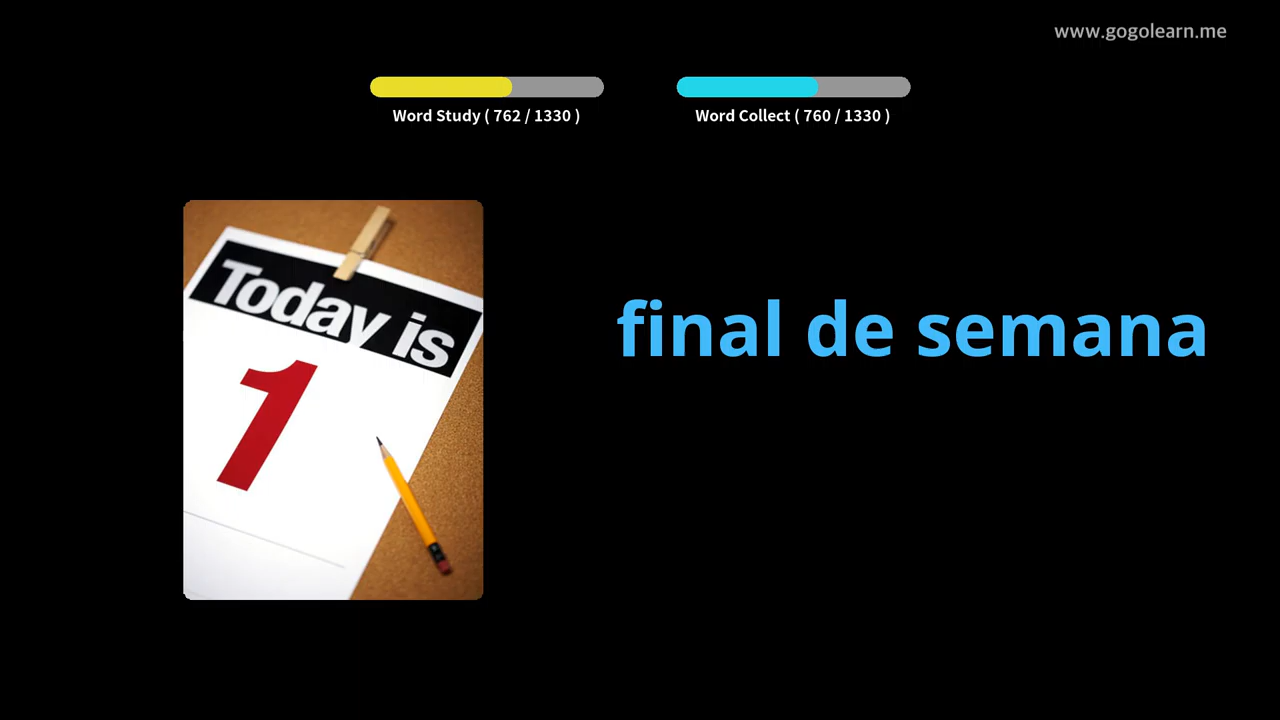 www.gogolearn.me
Word Study ( 762 / 1330 )
Word Collect ( 760 / 1330 )
Today is
1
final de semana